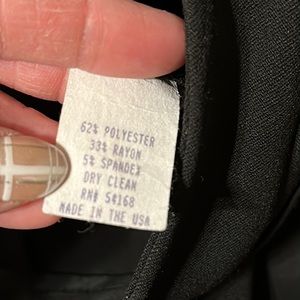 62% POLYESTER
33% RAYON
5% SPANDEX
DRY CLEAN
RN# 54168
MADE IN THE USA